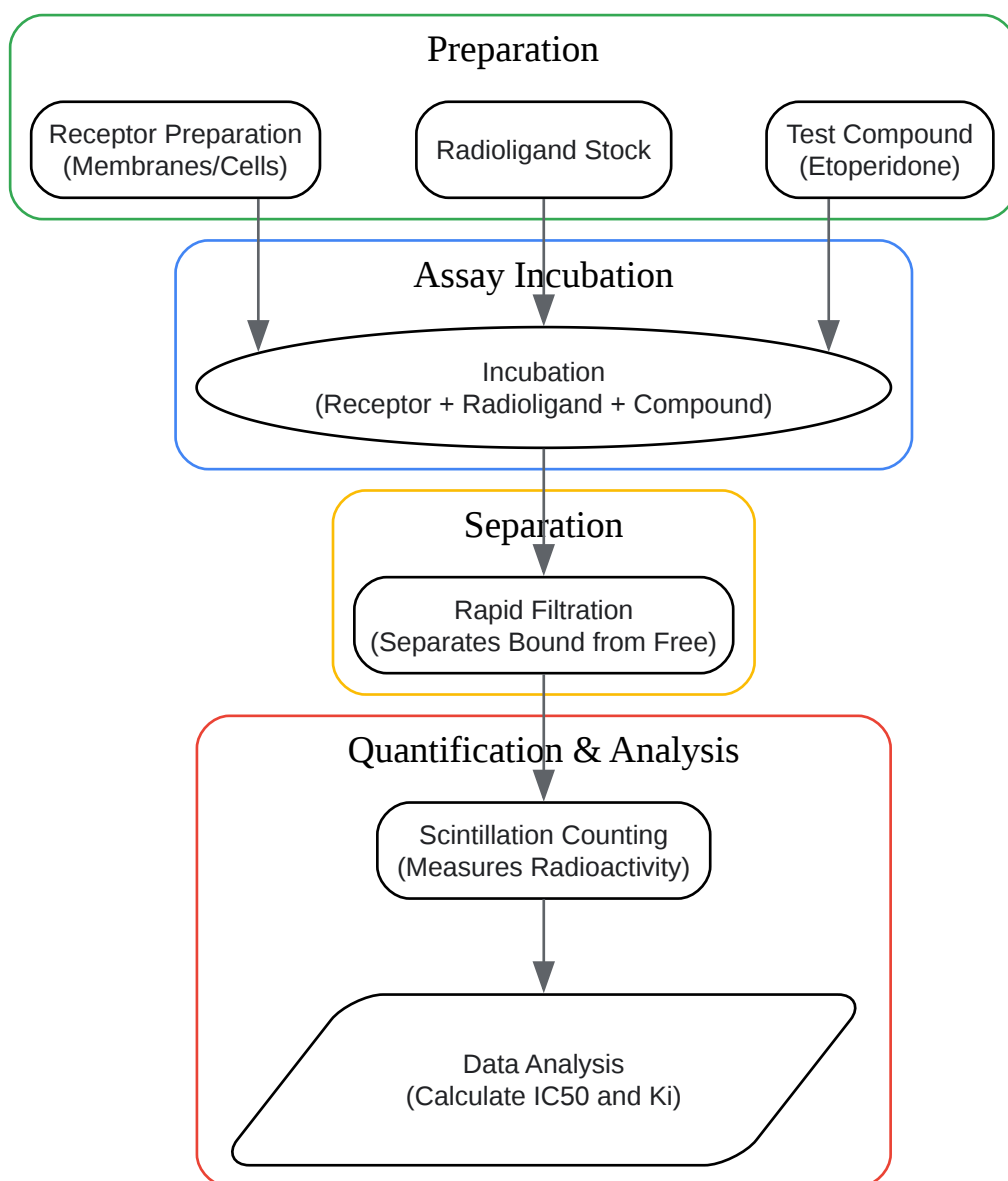 Preparation
Receptor Preparation
(Membranes/Cells)
Radioligand Stock
Test Compound
(Etoperidone)
Assay Incubation
Incubation
(Receptor + Radioligand + Compound)
Separation
Rapid Filtration
(Separates Bound from Free)
Quantification & Analysis
Scintillation Counting
(Measures Radioactivity)
Data Analysis
(Calculate IC50 and Ki)